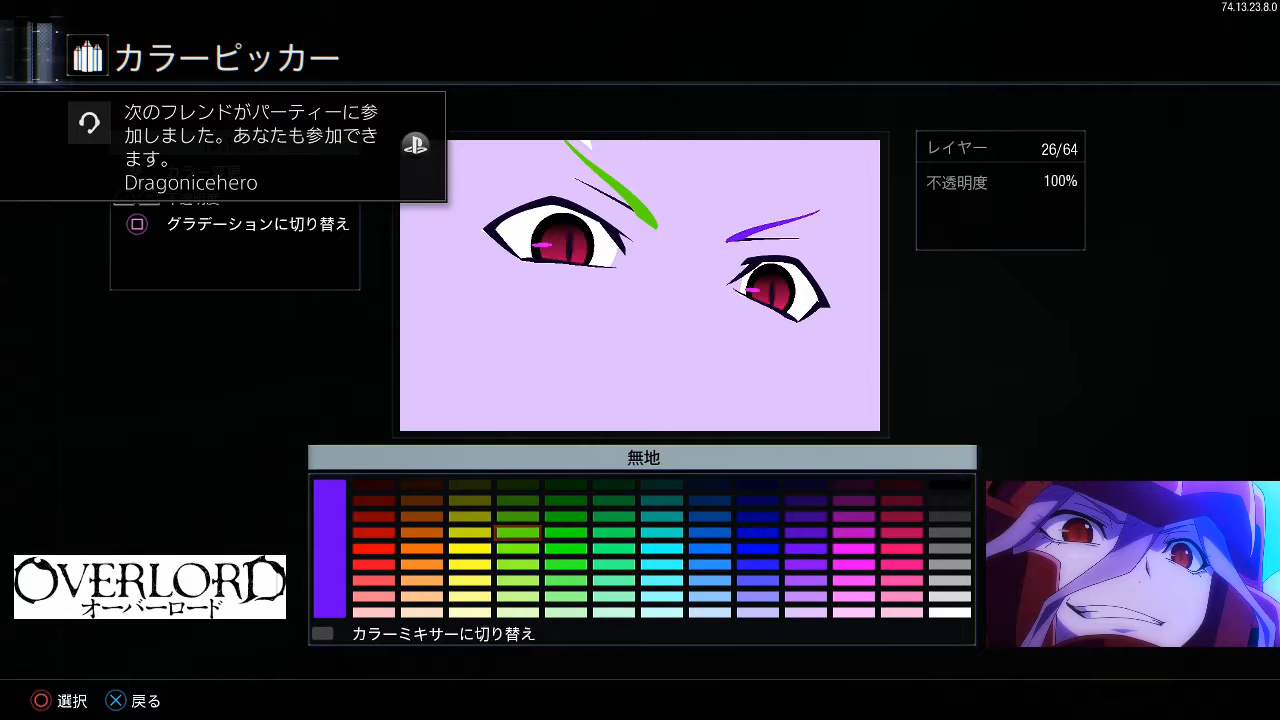 74.13.23.8.0
カラーピッカー
次のフレンドがパーティーに参
加しました。あなたも参加でき
ます。
Dragonicehero
グラデーションに切り替え
レイヤー 26/64
不透明度 100%
無地
カラーミキサーに切り替え
OVERLORD
オーバーロード
選択 戻る